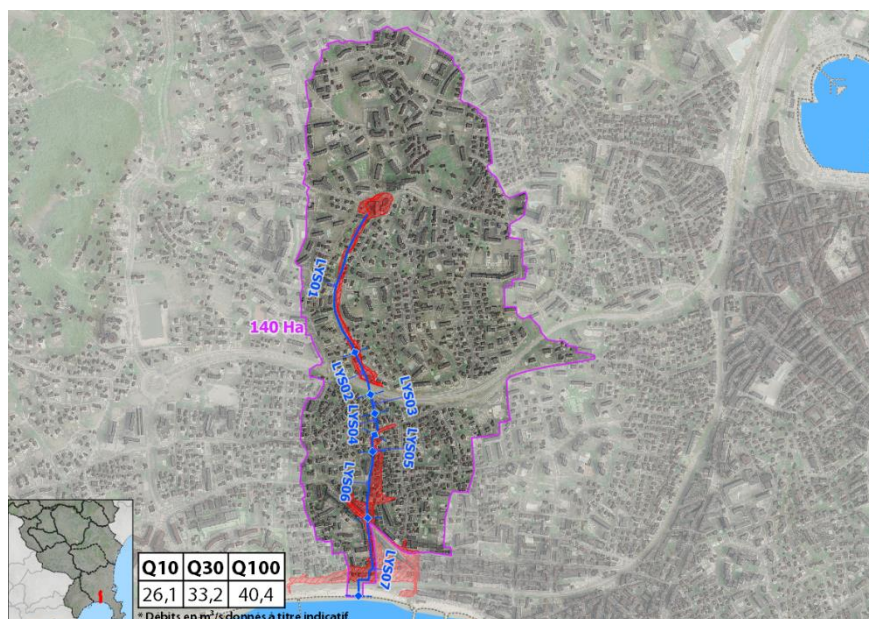 LYS01
140 Ha
LYS02
LYS03
LYS04
LYS05
LYS06
LYS07
Q10 Q30 Q100
26,1 33,2 40,4
* Débits en m³/s donnés à titre indicatif